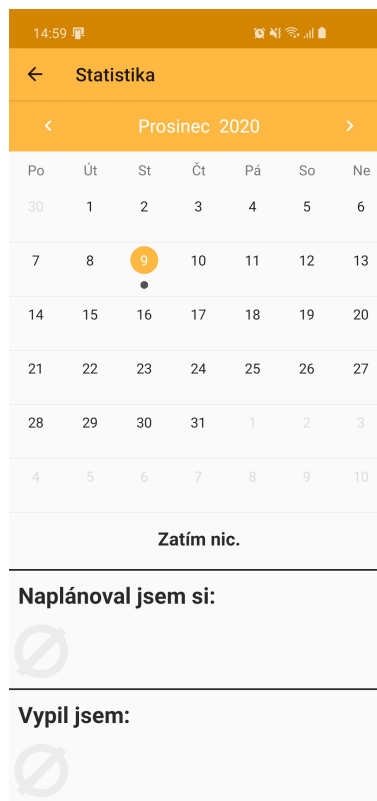 14:59
Statistika
Prosinec 2020
Po Út St Čt Pá So Ne
30 1 2 3 4 5 6
7 8 9 10 11 12 13
14 15 16 17 18 19 20
21 22 23 24 25 26 27
28 29 30 31 1 2 3
4 5 6 7 8 9 10
Zatím nic.
Naplánoval jsem si:
Vypil jsem: